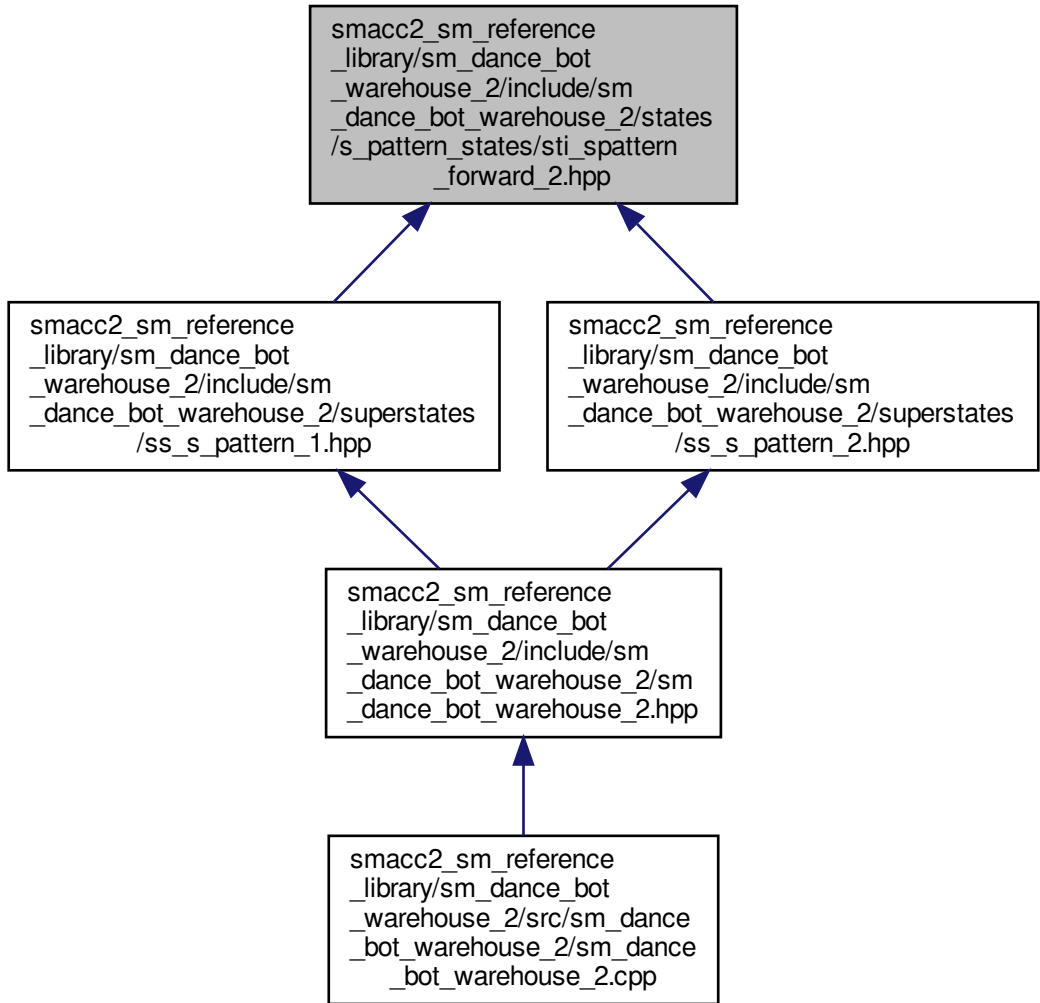 smacc2_sm_reference
_library/sm_dance_bot
_warehouse_2/include/sm
_dance_bot_warehouse_2/states
/s_pattern_states/sti_spattern
_forward_2.hpp
smacc2_sm_reference
_library/sm_dance_bot
_warehouse_2/include/sm
_dance_bot_warehouse_2/superstates
/ss_s_pattern_1.hpp
smacc2_sm_reference
_library/sm_dance_bot
_warehouse_2/include/sm
_dance_bot_warehouse_2/superstates
/ss_s_pattern_2.hpp
smacc2_sm_reference
_library/sm_dance_bot
_warehouse_2/include/sm
_dance_bot_warehouse_2/sm
_dance_bot_warehouse_2.hpp
smacc2_sm_reference
_library/sm_dance_bot
_warehouse_2/src/sm_dance
_bot_warehouse_2/sm_dance
_bot_warehouse_2.cpp